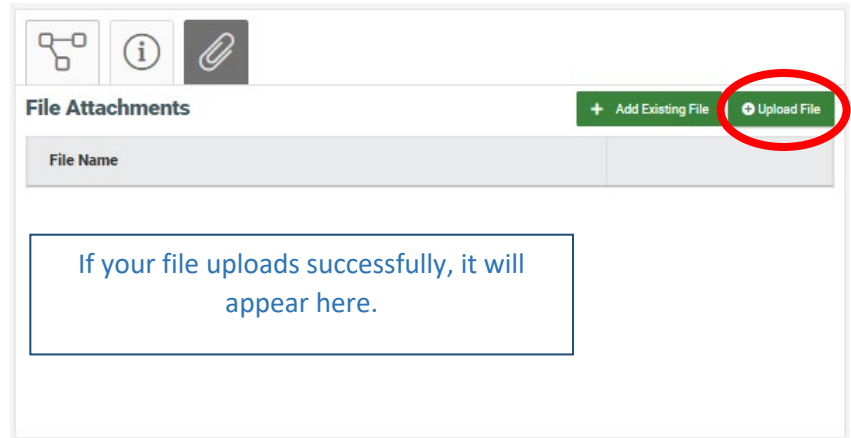 File Attachments
+ Add Existing File
Upload File
File Name
If your file uploads successfully, it will
appear here.